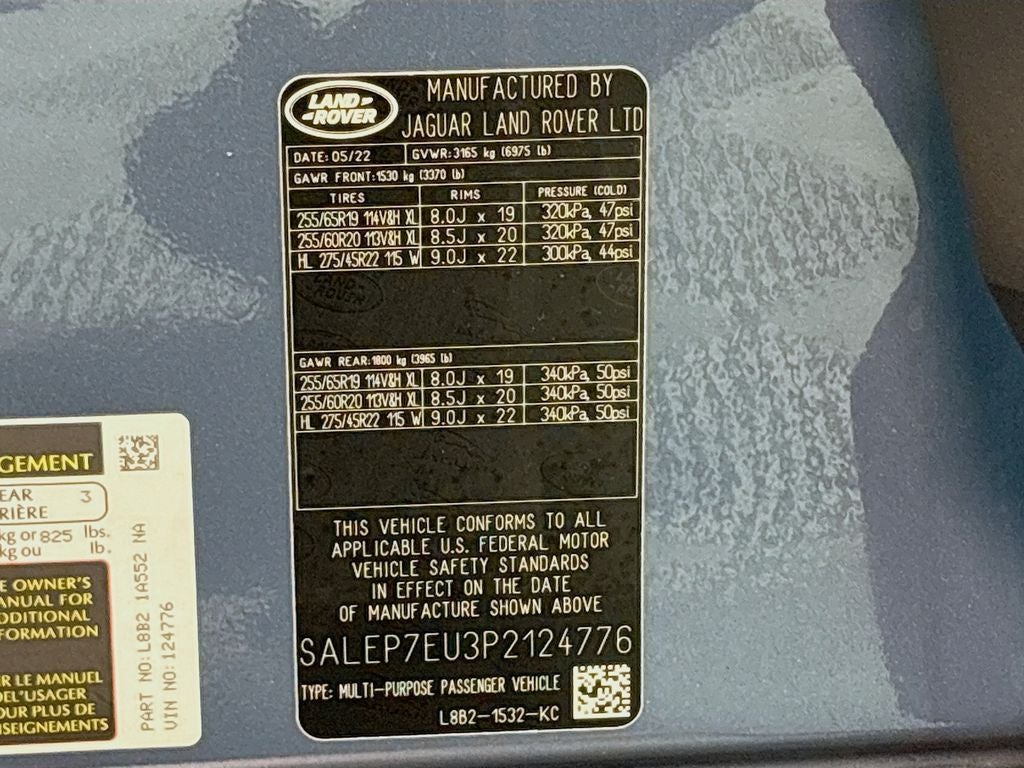 LAND-
-ROVER
MANUFACTURED BY
JAGUAR LAND ROVER LTD
DATE: 05/22 GVWR: 3165 kg (6975 lb)
GAWR FRONT: 1530 kg (3370 lb)
TIRES RIMS PRESSURE (COLD)
255/65R19 114V&H XL 8.0J x 19 320kPa, 47psi
255/60R20 113V&H XL 8.5J x 20 320kPa, 47psi
HL 275/45R22 115 W 9.0J x 22 300kPa, 44psi
GAWR REAR: 1800 kg (3965 lb)
255/65R19 114V&H XL 8.0J x 19 340kPa, 50psi
255/60R20 113V&H XL 8.5J x 20 340kPa, 50psi
HL 275/45R22 115 W 9.0J x 22 340kPa, 50psi
THIS VEHICLE CONFORMS TO ALL
APPLICABLE U.S. FEDERAL MOTOR
VEHICLE SAFETY STANDARDS
IN EFFECT ON THE DATE
OF MANUFACTURE SHOWN ABOVE
SALEP7EU3P2124776
TYPE: MULTI-PURPOSE PASSENGER VEHICLE
L8B2-1532-KC
GEMENT
EAR 3
RIÈRE
kg or 825 lbs.
kg ou lb.
E OWNER'S
ANUAL FOR
DDITIONAL
FORMATION
R LE MANUEL
DEL'USAGER
OUR PLUS DE
NSEIGNEMENTS
PART NO: L8B2 1A552 NA
VIN NO: 124776